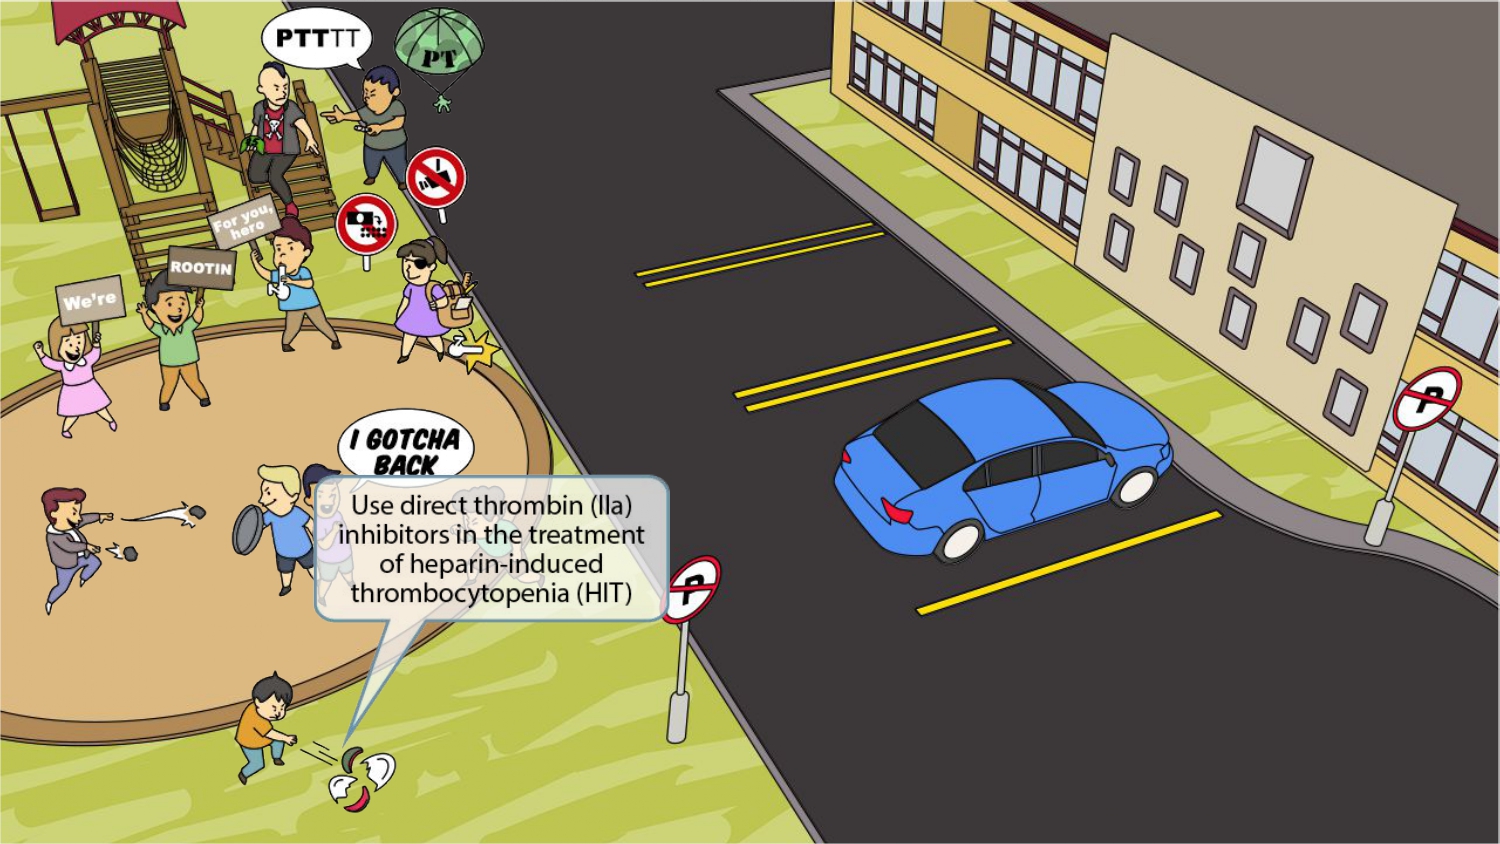 PTTTT
PT
For you,
hero
ROOTIN
We're
I GOTCHA
BACK
Use direct thrombin (IIa)
inhibitors in the treatment
of heparin-induced
thrombocytopenia (HIT)
P
P